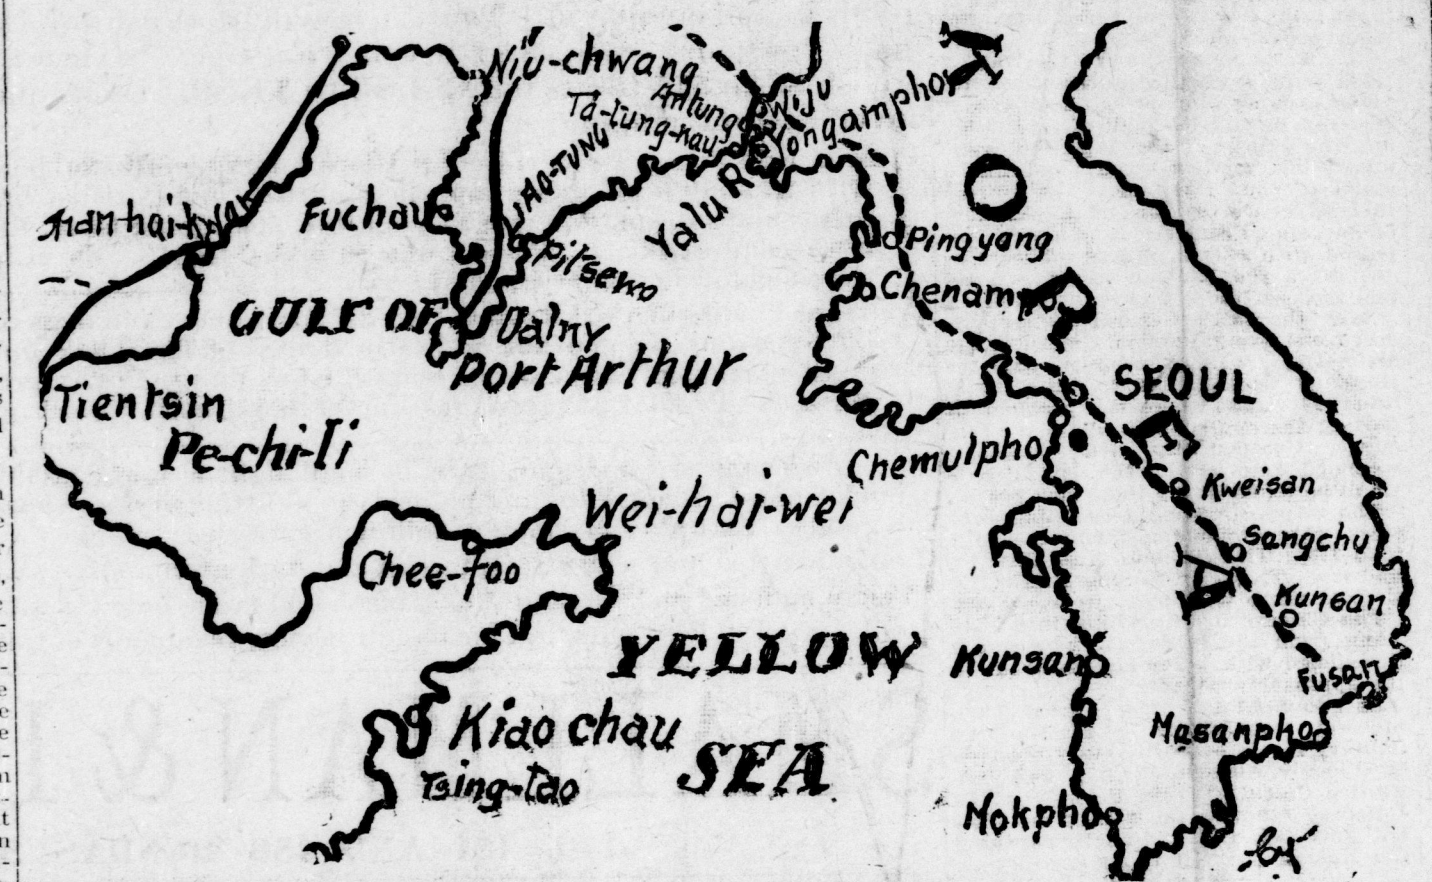 Niu-chwang
Antung
Wiju
Yongampho
Ta-tung-kau
LIAO-TUNG
Yalu R
Shan-hai-kwan
Fuchau
Pingyang
Pitsewo
Chenampo
GULF OF
Dalny
Port Arthur
SEOUL
Tientsin
Pe-chi-li
Chemulpho
Kweisan
Wei-hai-wei
Sangchu
Chee-foo
Kunsan
YELLOW
Kunsan
Fusan
Kiao chau
Masanpho
SEA
Tsing-tao
Mokpho